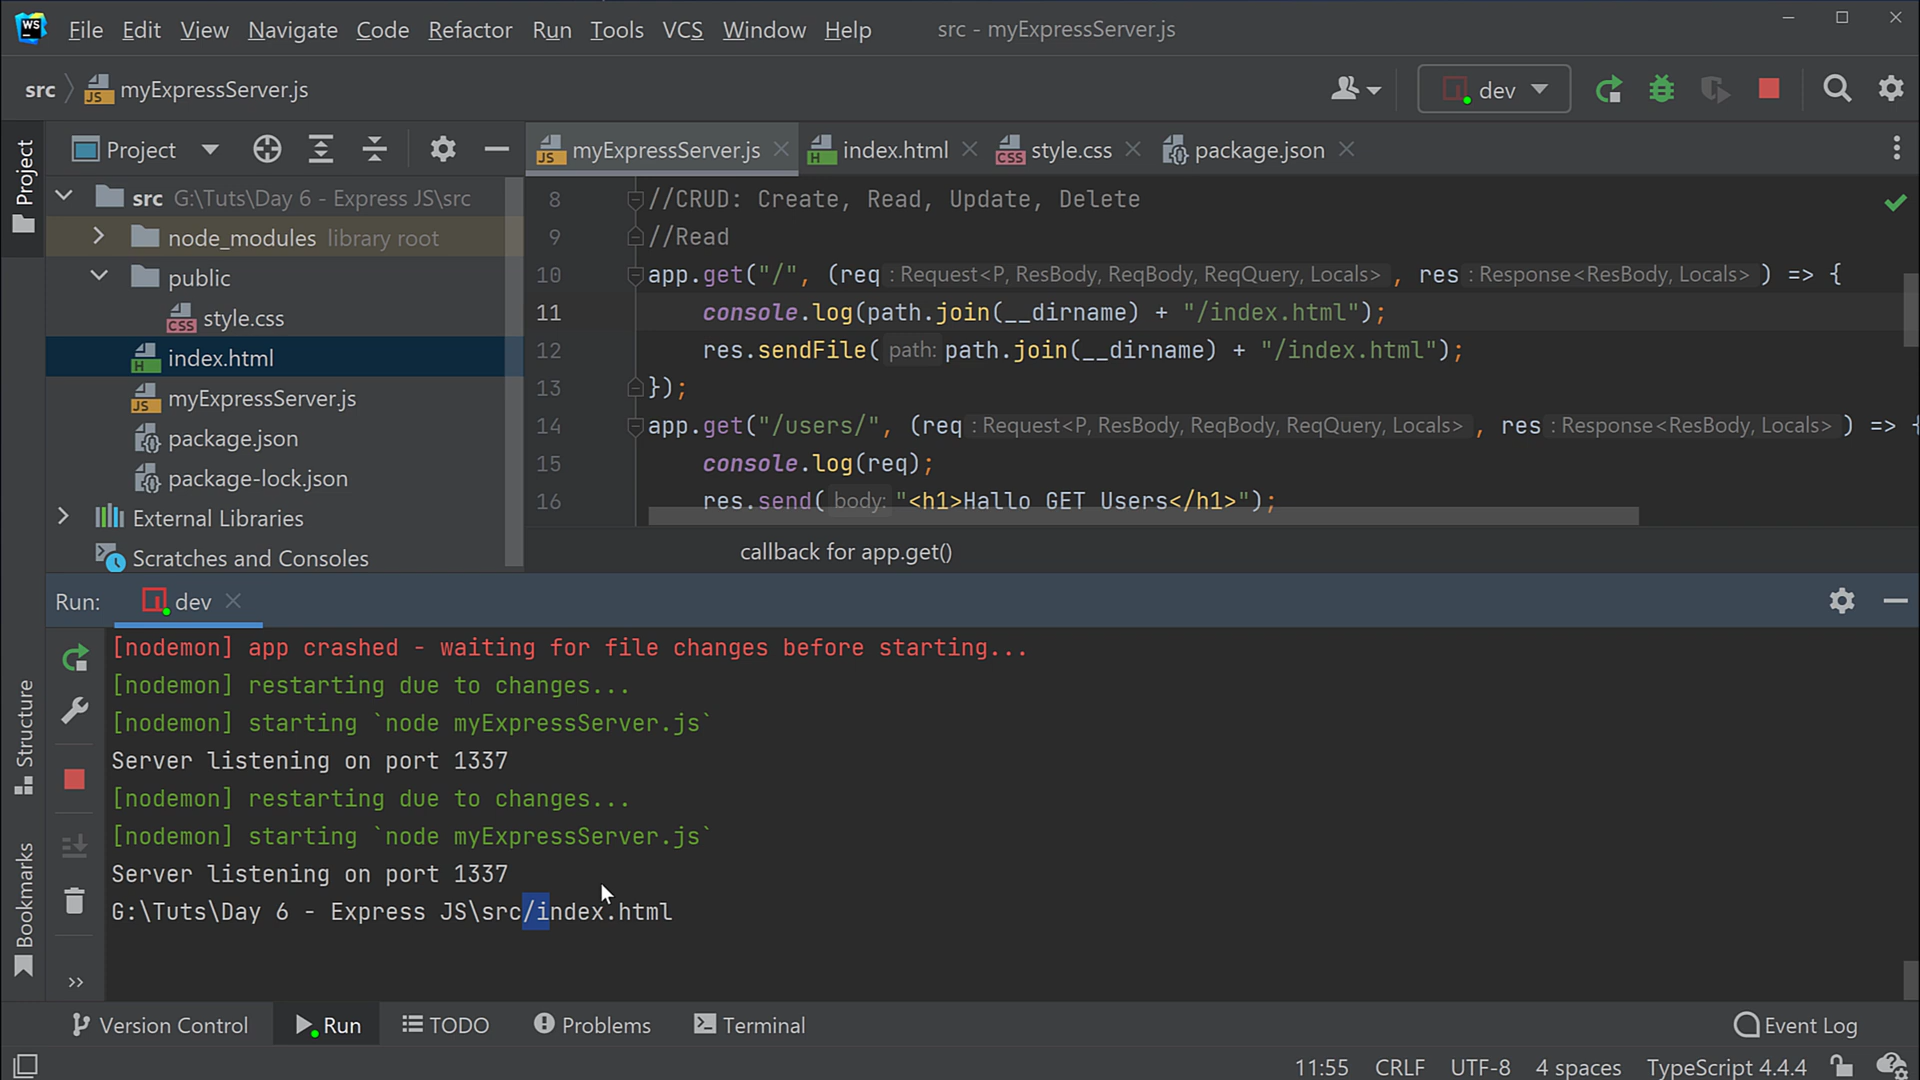 WS File Edit View Navigate Code Refactor Run Tools VCS Window Help src - myExpressServer.js
src myExpressServer.js dev
Project
Project
myExpressServer.js index.html style.css package.json
src G:\Tuts\Day 6 - Express JS\src
node_modules library root
public
style.css
index.html
myExpressServer.js
package.json
package-lock.json
External Libraries
Scratches and Consoles
8 //CRUD: Create, Read, Update, Delete
9 //Read
10 app.get("/", (req : Request<P, ResBody, ReqBody, ReqQuery, Locals> , res : Response<ResBody, Locals> ) => {
11 console.log(path.join(__dirname) + "/index.html");
12 res.sendFile( path: path.join(__dirname) + "/index.html");
13 });
14 app.get("/users/", (req : Request<P, ResBody, ReqBody, ReqQuery, Locals> , res : Response<ResBody, Locals> ) => {
15 console.log(req);
16 res.send( body: "<h1>Hallo GET Users</h1>");
callback for app.get()
Run: dev
[nodemon] app crashed - waiting for file changes before starting...
[nodemon] restarting due to changes...
[nodemon] starting `node myExpressServer.js`
Server listening on port 1337
[nodemon] restarting due to changes...
[nodemon] starting `node myExpressServer.js`
Server listening on port 1337
G:\Tuts\Day 6 - Express JS\src/index.html
Structure
Bookmarks
Version Control Run TODO Problems Terminal Event Log
11:55 CRLF UTF-8 4 spaces TypeScript 4.4.4